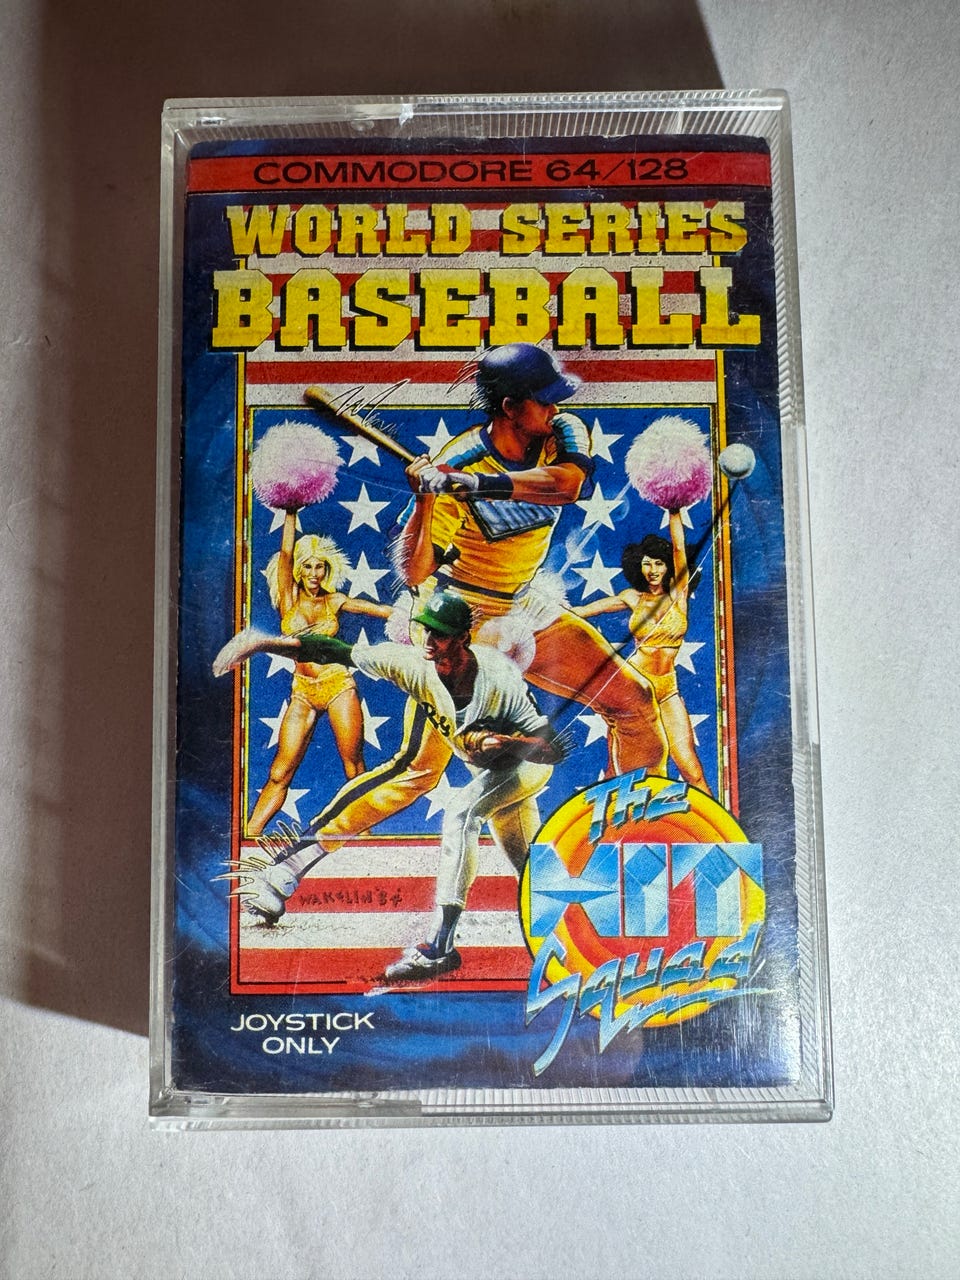 COMMODORE 64/128
WORLD SERIES
BASEBALL
WAKELIN '84
The
HIT
Squad
JOYSTICK
ONLY